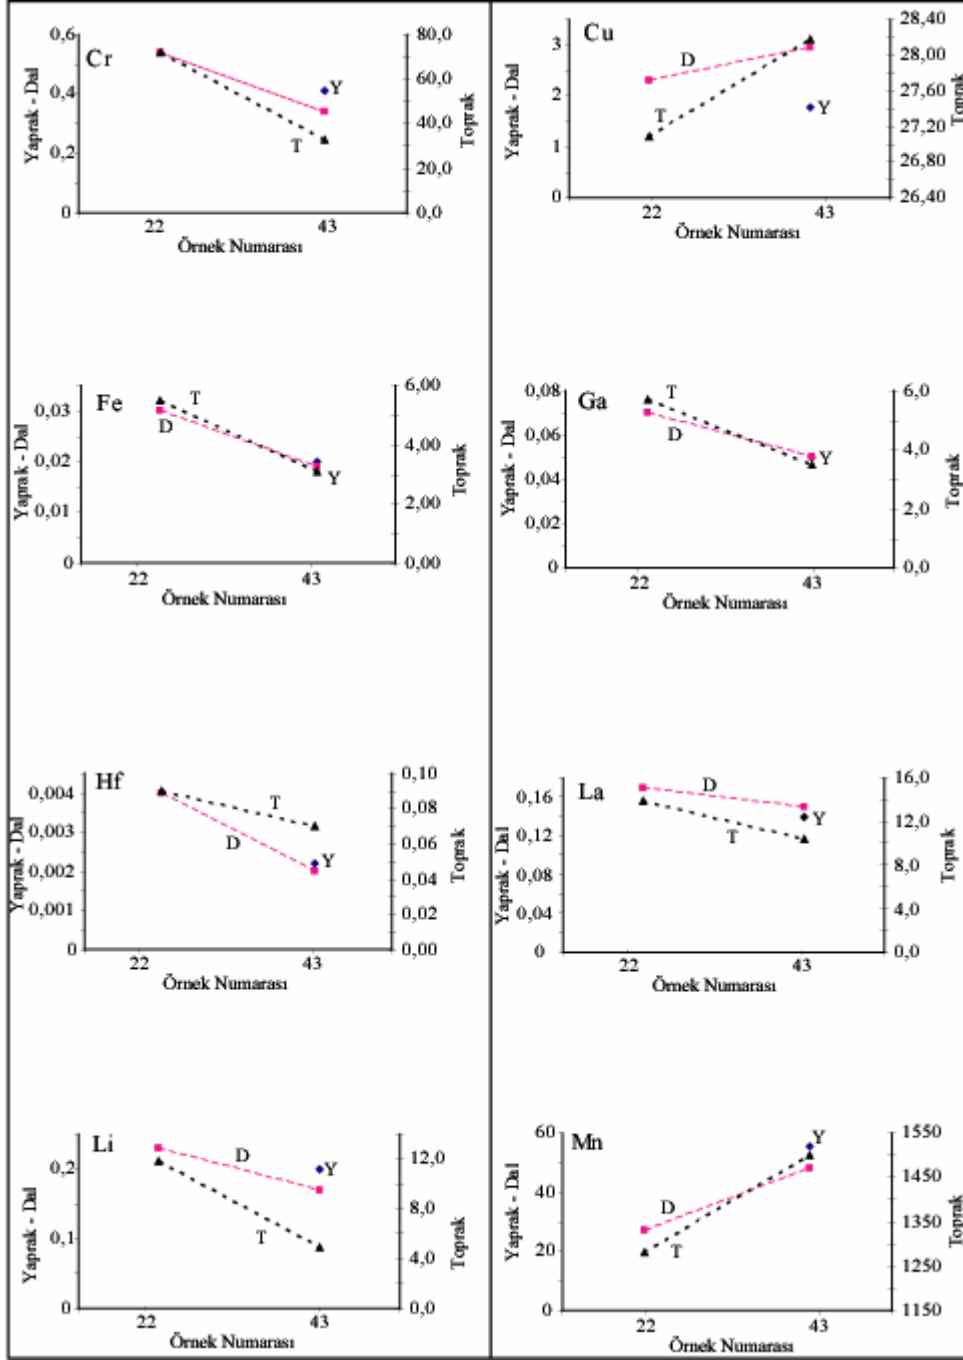 Cr
Yaprak - Dal
0,6
0,4
0,2
0
80,0
60,0
40,0
20,0
0,0
Toprak
Y
T
22
43
Örnek Numarası
Cu
Yaprak - Dal
3
2
1
0
28,40
28,00
27,60
27,20
26,80
26,40
Toprak
D
T
Y
22
43
Örnek Numarası
Fe
Yaprak - Dal
0,03
0,02
0,01
0
6,00
4,00
2,00
0,00
Toprak
T
D
Y
22
43
Örnek Numarası
Ga
Yaprak - Dal
0,08
0,06
0,04
0,02
0
6,0
4,0
2,0
0,0
Toprak
T
D
Y
22
43
Örnek Numarası
Hf
Yaprak - Dal
0,004
0,003
0,002
0,001
0
0,10
0,08
0,06
0,04
0,02
0,00
Toprak
T
D
Y
22
43
Örnek Numarası
La
Yaprak - Dal
0,16
0,12
0,08
0,04
0
16,0
12,0
8,0
4,0
0,0
Toprak
D
T
Y
22
43
Örnek Numarası
Li
Yaprak - Dal
0,2
0,1
0
12,0
8,0
4,0
0,0
Toprak
D
T
Y
22
43
Örnek Numarası
Mn
Yaprak - Dal
60
40
20
0
1550
1450
1350
1250
1150
Toprak
Y
D
T
22
43
Örnek Numarası